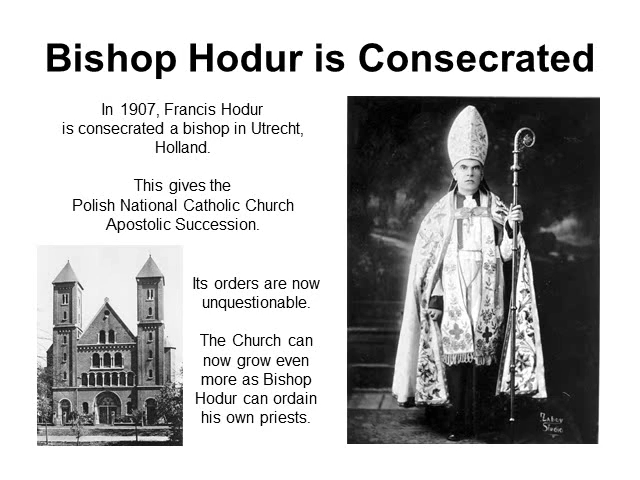 Bishop Hodur is Consecrated
In 1907, Francis Hodur
is consecrated a bishop in Utrecht,
Holland.
This gives the
Polish National Catholic Church
Apostolic Succession.
Its orders are now
unquestionable.
The Church can
now grow even
more as Bishop
Hodur can ordain
his own priests.
Studio